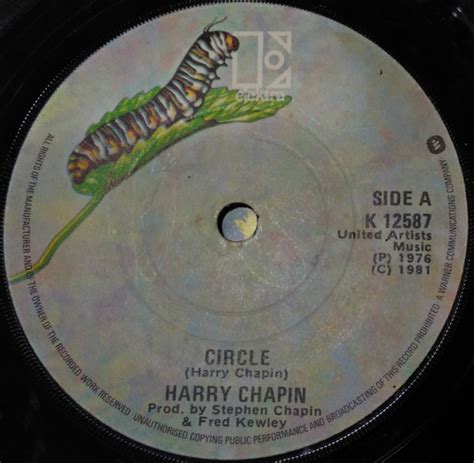 elektra
SIDE A
K 12587
United Artists
Music
(P) 1976
(C) 1981
CIRCLE
(Harry Chapin)
HARRY CHAPIN
Prod. by Stephen Chapin
& Fred Kewley
ALL RIGHTS OF THE MANUFACTURER AND OF THE OWNER OF THE RECORDED WORK RESERVED UNAUTHORISED COPYING PUBLIC PERFORMANCE AND BROADCASTING OF THIS RECORD PROHIBITED · A WARNER COMMUNICATIONS COMPANY.